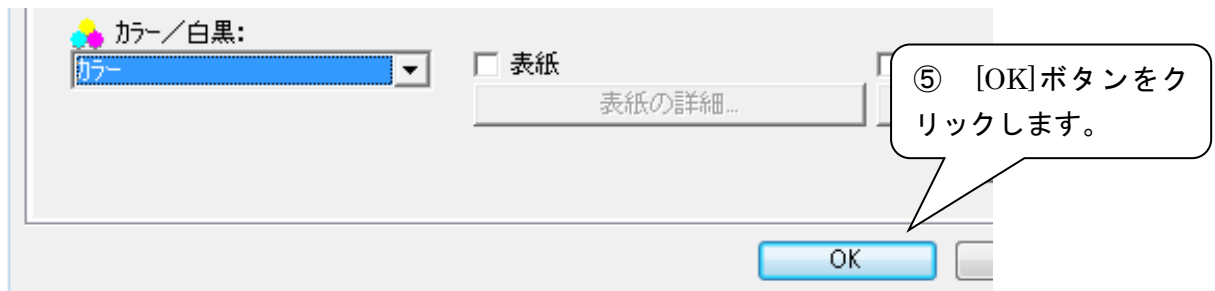 カラー／白黒:
カラー
表紙
表紙の詳細...
⑤　[OK]ボタンをク
リックします。
OK